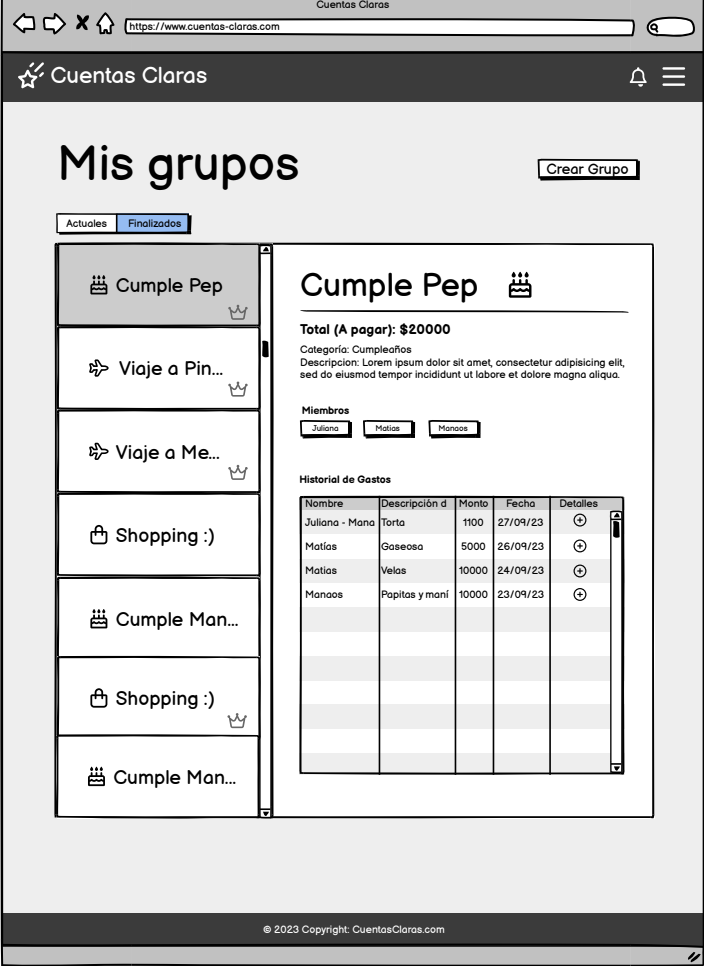 Cuentas Claras
https://www.cuentas-claras.com
Cuentas Claras
Mis grupos
Crear Grupo
Actuales Finalizados
Cumple Pep
Viaje a Pin...
Viaje a Me...
Shopping :)
Cumple Man...
Shopping :)
Cumple Man...
Cumple Pep
Total (A pagar): $20000
Categoría: Cumpleaños
Descripcion: Lorem ipsum dolor sit amet, consectetur adipisicing elit,
sed do eiusmod tempor incididunt ut labore et dolore magna aliqua.
Miembros
Juliana Matias Manaos
Historial de Gastos
Nombre Descripción d Monto Fecha Detalles
Juliana - Mana Torta 1100 27/09/23
Matías Gaseosa 5000 26/09/23
Matias Velas 10000 24/09/23
Manaos Papitas y maní 10000 23/09/23
© 2023 Copyright: CuentasClaras.com